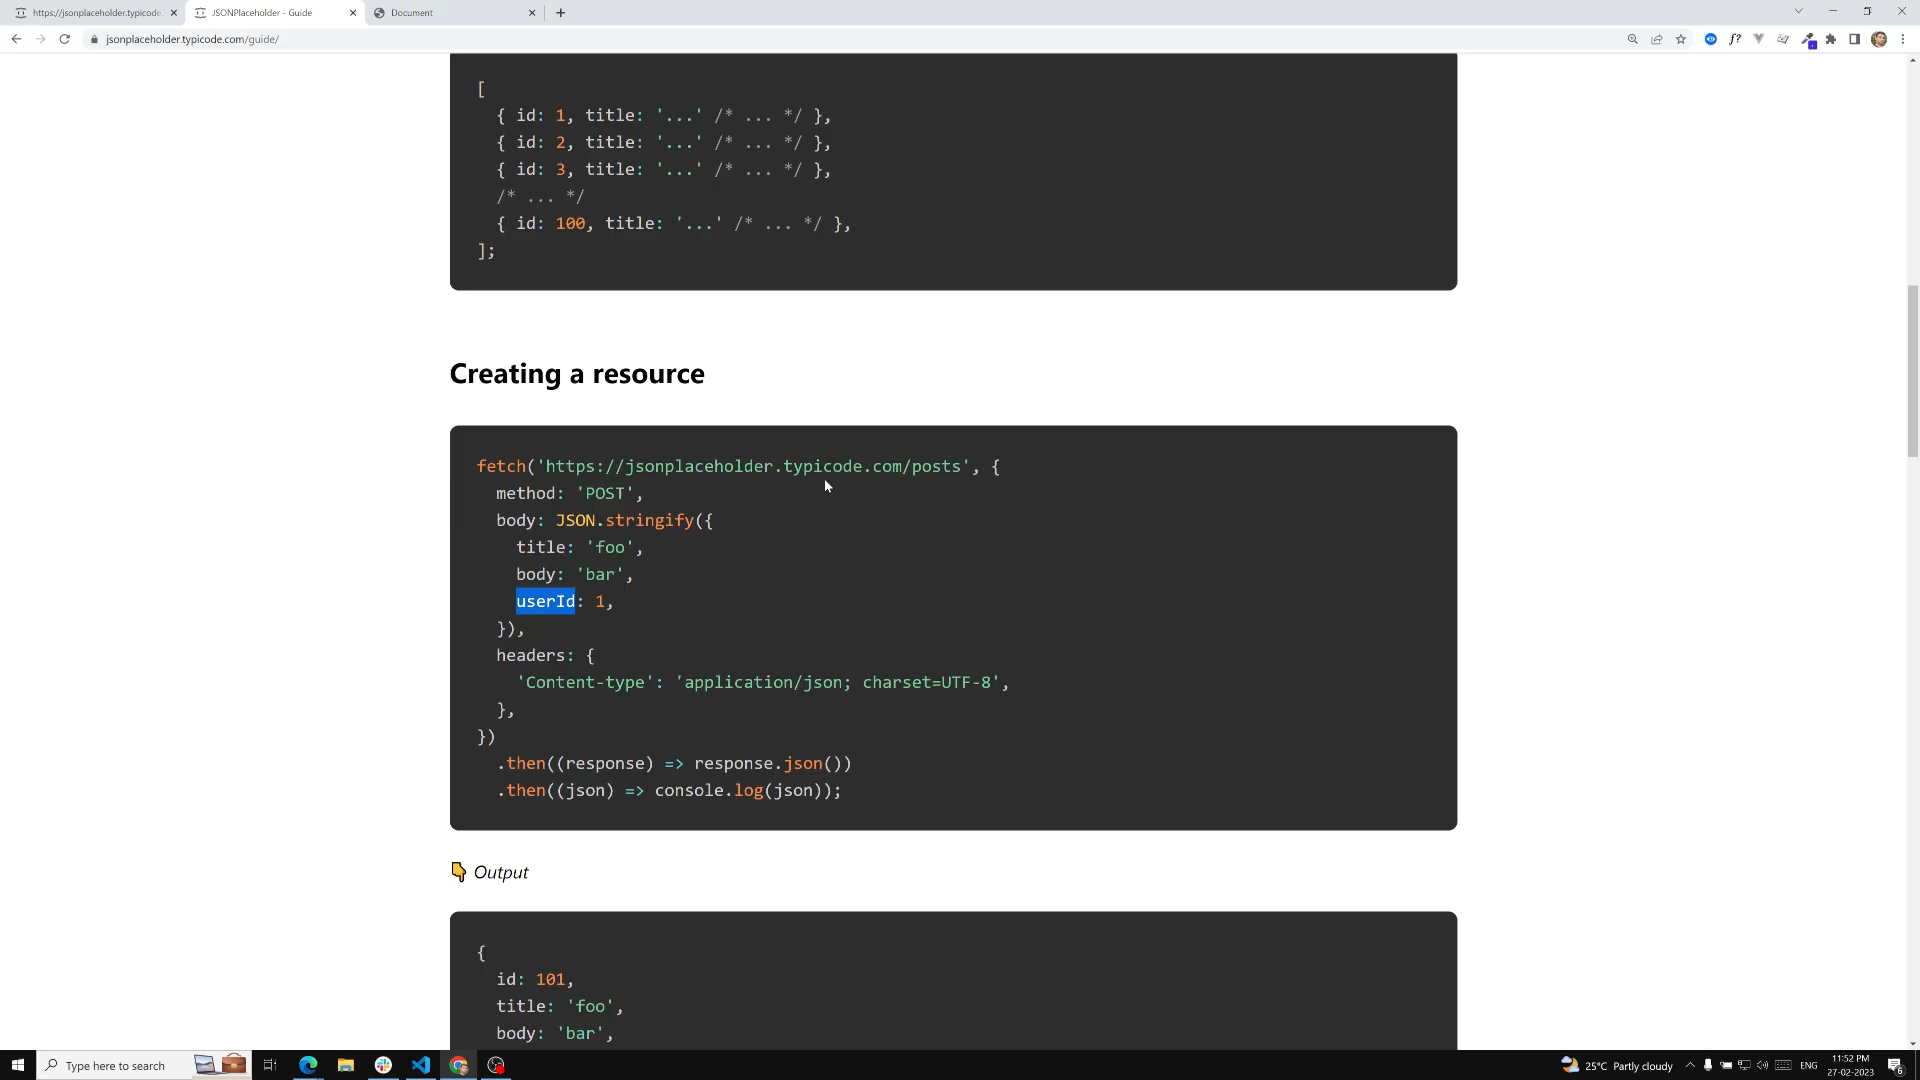 https://jsonplaceholder.typicode
JSONPlaceholder - Guide
Document
jsonplaceholder.typicode.com/guide/
f?
[
{ id: 1, title: '...' /* ... */ },
{ id: 2, title: '...' /* ... */ },
{ id: 3, title: '...' /* ... */ },
/* ... */
{ id: 100, title: '...' /* ... */ },
];
Creating a resource
fetch('https://jsonplaceholder.typicode.com/posts', {
method: 'POST',
body: JSON.stringify({
title: 'foo',
body: 'bar',
userId: 1,
}),
headers: {
'Content-type': 'application/json; charset=UTF-8',
},
})
.then((response) => response.json())
.then((json) => console.log(json));
👇 Output
{
id: 101,
title: 'foo',
body: 'bar',
Type here to search
25°C Partly cloudy
ENG
11:52 PM
27-02-2023
6